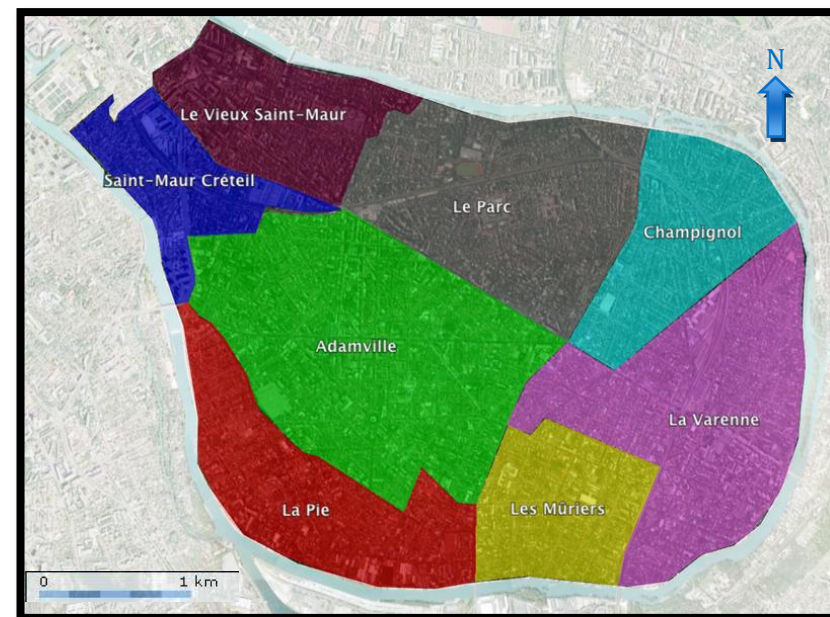 N
Le Vieux Saint-Maur
Saint-Maur Créteil
Le Parc
Champignol
Adamville
La Varenne
La Pie
Les Mûriers
0 1 km